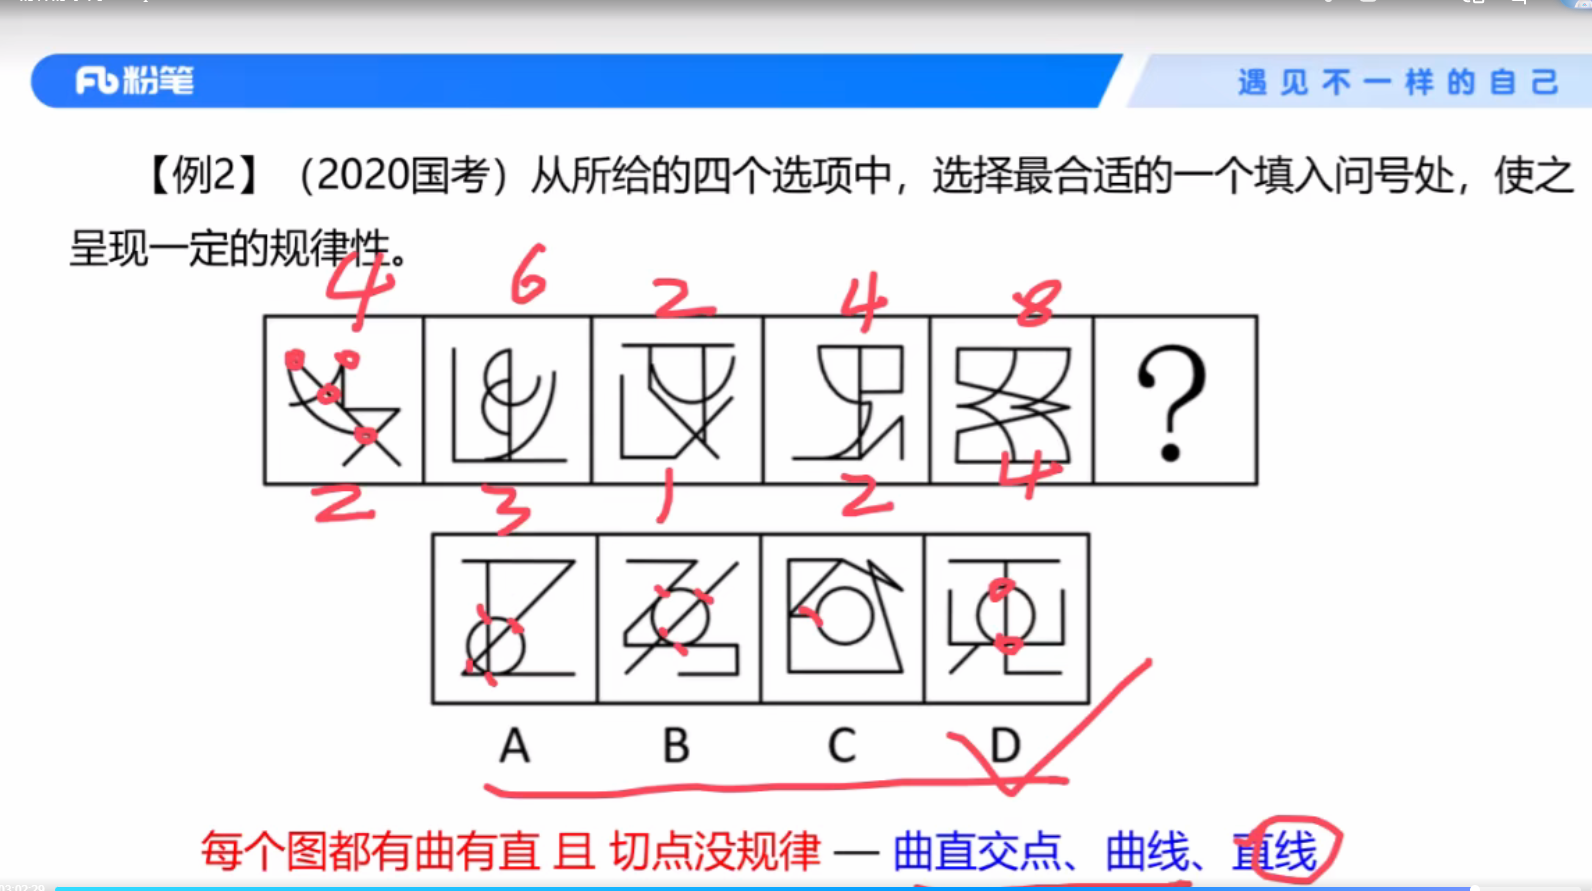 粉笔
遇见不一样的自己
【例2】（2020国考）从所给的四个选项中，选择最合适的一个填入问号处，使之
呈现一定的规律性。
4 6 2 4 8
?
2 3 1 2 4
A B C D
每个图都有曲有直 且 切点没规律 — 曲直交点、曲线、直线
03:02:29